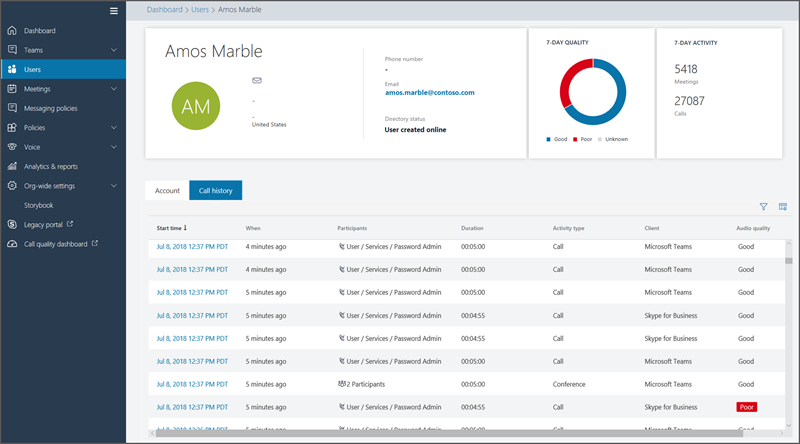 Dashboard > Users > Amos Marble
Dashboard
Teams
Users
Meetings
Messaging policies
Policies
Voice
Analytics & reports
Org-wide settings
Storybook
Legacy portal
Call quality dashboard
Amos Marble
AM
-
-
United States
Phone number
-
Email
amos.marble@contoso.com
Directory status
User created online
7-DAY QUALITY
Good Poor Unknown
7-DAY ACTIVITY
5418
Meetings
27087
Calls
Account Call history
Start time When Participants Duration Activity type Client Audio quality
Jul 8, 2018 12:37 PM PDT 4 minutes ago User / Services / Password Admin 00:05:00 Call Microsoft Teams Good
Jul 8, 2018 12:37 PM PDT 4 minutes ago User / Services / Password Admin 00:05:00 Call Microsoft Teams Good
Jul 8, 2018 12:37 PM PDT 5 minutes ago User / Services / Password Admin 00:05:00 Call Microsoft Teams Good
Jul 8, 2018 12:37 PM PDT 5 minutes ago User / Services / Password Admin 00:04:55 Call Skype for Business Good
Jul 8, 2018 12:37 PM PDT 5 minutes ago User / Services / Password Admin 00:04:55 Call Skype for Business Good
Jul 8, 2018 12:37 PM PDT 5 minutes ago User / Services / Password Admin 00:05:00 Call Microsoft Teams Good
Jul 8, 2018 12:37 PM PDT 5 minutes ago 2 Participants 00:05:00 Conference Microsoft Teams Good
Jul 8, 2018 12:37 PM PDT 5 minutes ago User / Services / Password Admin 00:04:55 Call Skype for Business Poor